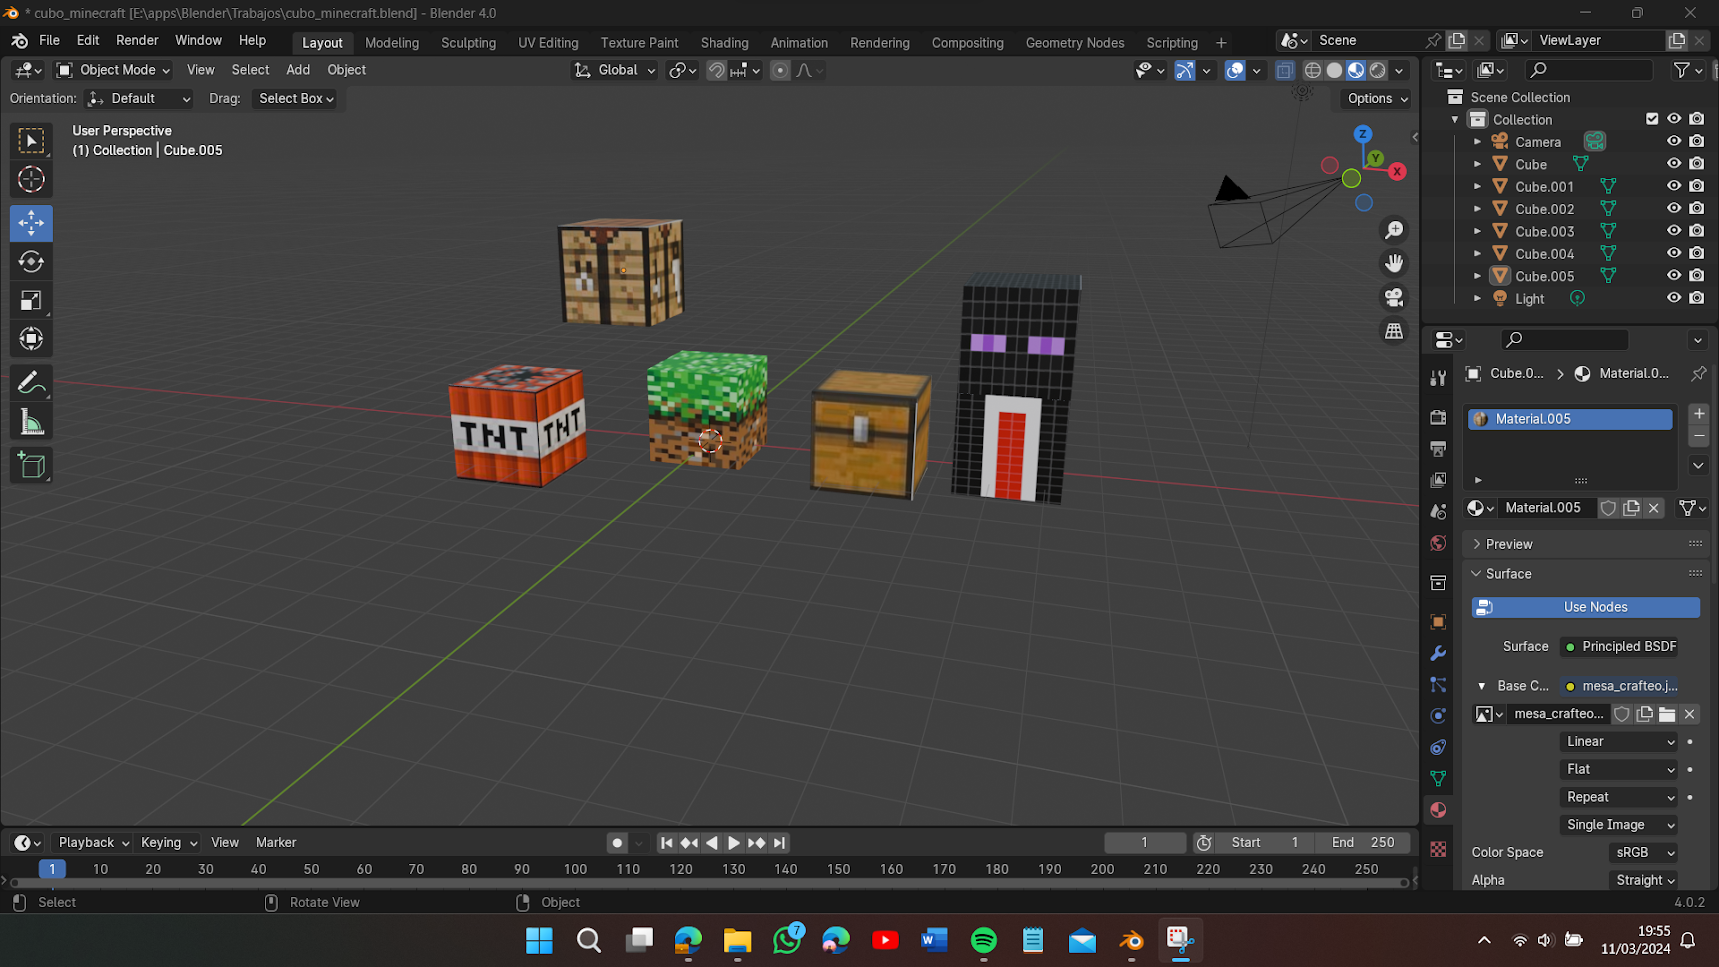 * cubo_minecraft [E:\apps\Blender\Trabajos\cubo_minecraft.blend] - Blender 4.0
File Edit Render Window Help Layout Modeling Sculpting UV Editing Texture Paint Shading Animation Rendering Compositing Geometry Nodes Scripting + Scene ViewLayer
Object Mode View Select Add Object Global
Orientation: Default Drag: Select Box Options
User Perspective
(1) Collection | Cube.005
Z
Y
X
TNT TNT
Scene Collection
Collection
Camera
Cube
Cube.001
Cube.002
Cube.003
Cube.004
Cube.005
Light
Cube.0... Material.0...
Material.005
Material.005
Preview
Surface
Use Nodes
Surface Principled BSDF
Base C... mesa_crafteo.j...
mesa_crafteo...
Linear
Flat
Repeat
Single Image
Color Space sRGB
Alpha Straight
Playback Keying View Marker 1 Start 1 End 250
1 10 20 30 40 50 60 70 80 90 100 110 120 130 140 150 160 170 180 190 200 210 220 230 240 250
Select Rotate View Object 4.0.2
7
W
19:55
11/03/2024